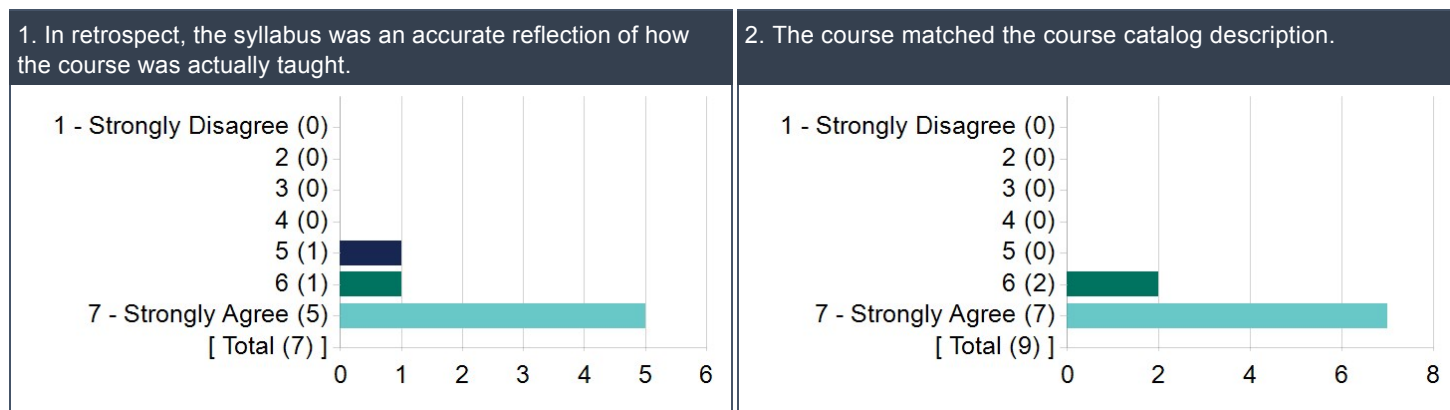 1. In retrospect, the syllabus was an accurate reflection of how
the course was actually taught.
1 - Strongly Disagree (0)
2 (0)
3 (0)
4 (0)
5 (1)
6 (1)
7 - Strongly Agree (5)
[ Total (7) ]
0 1 2 3 4 5 6
2. The course matched the course catalog description.
1 - Strongly Disagree (0)
2 (0)
3 (0)
4 (0)
5 (0)
6 (2)
7 - Strongly Agree (7)
[ Total (9) ]
0 2 4 6 8